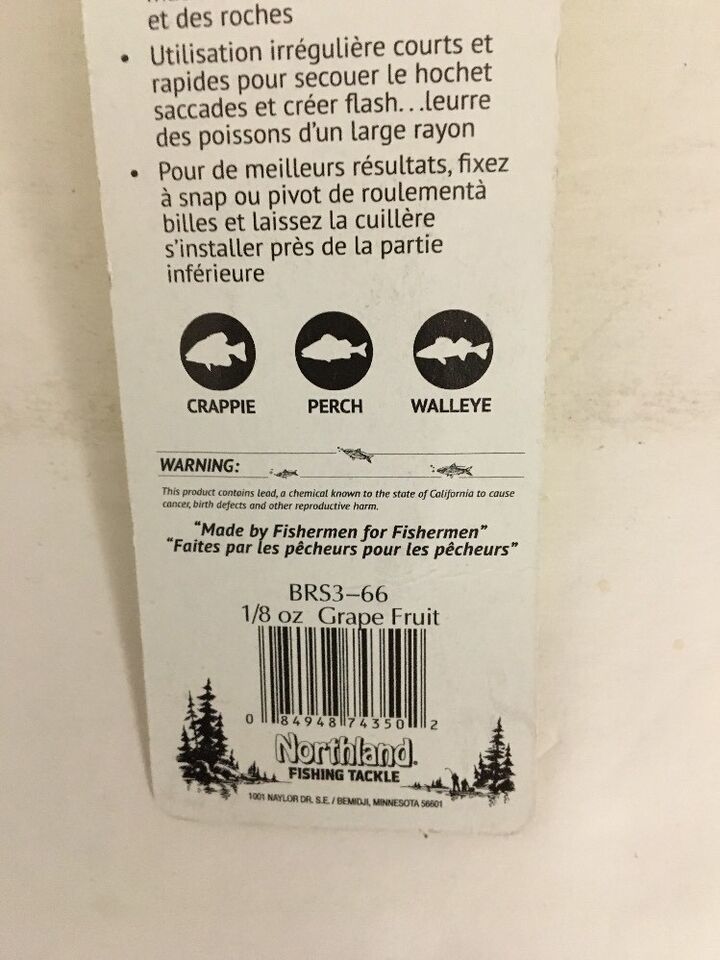 et des roches
• Utilisation irrégulière courts et
rapides pour secouer le hochet
saccades et créer flash...leurre
des poissons d'un large rayon
• Pour de meilleurs résultats, fixez
à snap ou pivot de roulementà
billes et laissez la cuillère
s'installer près de la partie
inférieure
CRAPPIE PERCH WALLEYE
WARNING:
This product contains lead, a chemical known to the state of California to cause
cancer, birth defects and other reproductive harm.
"Made by Fishermen for Fishermen"
"Faites par les pêcheurs pour les pêcheurs"
BRS3-66
1/8 oz Grape Fruit
0 84948 74350 2
Northland.
FISHING TACKLE
1001 NAYLOR DR. S.E. / BEMIDJI, MINNESOTA 56601